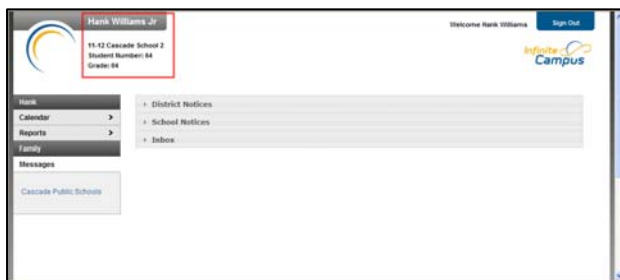 Hank Williams Jr
Welcome Hank Williams
Sign Out
11-12 Cascade School 2
Student Number: 84
Grade: 04
Infinite
Campus
Hank
Calendar >
Reports >
Family
Messages
Cascade Public Schools
District Notices
School Notices
Inbox